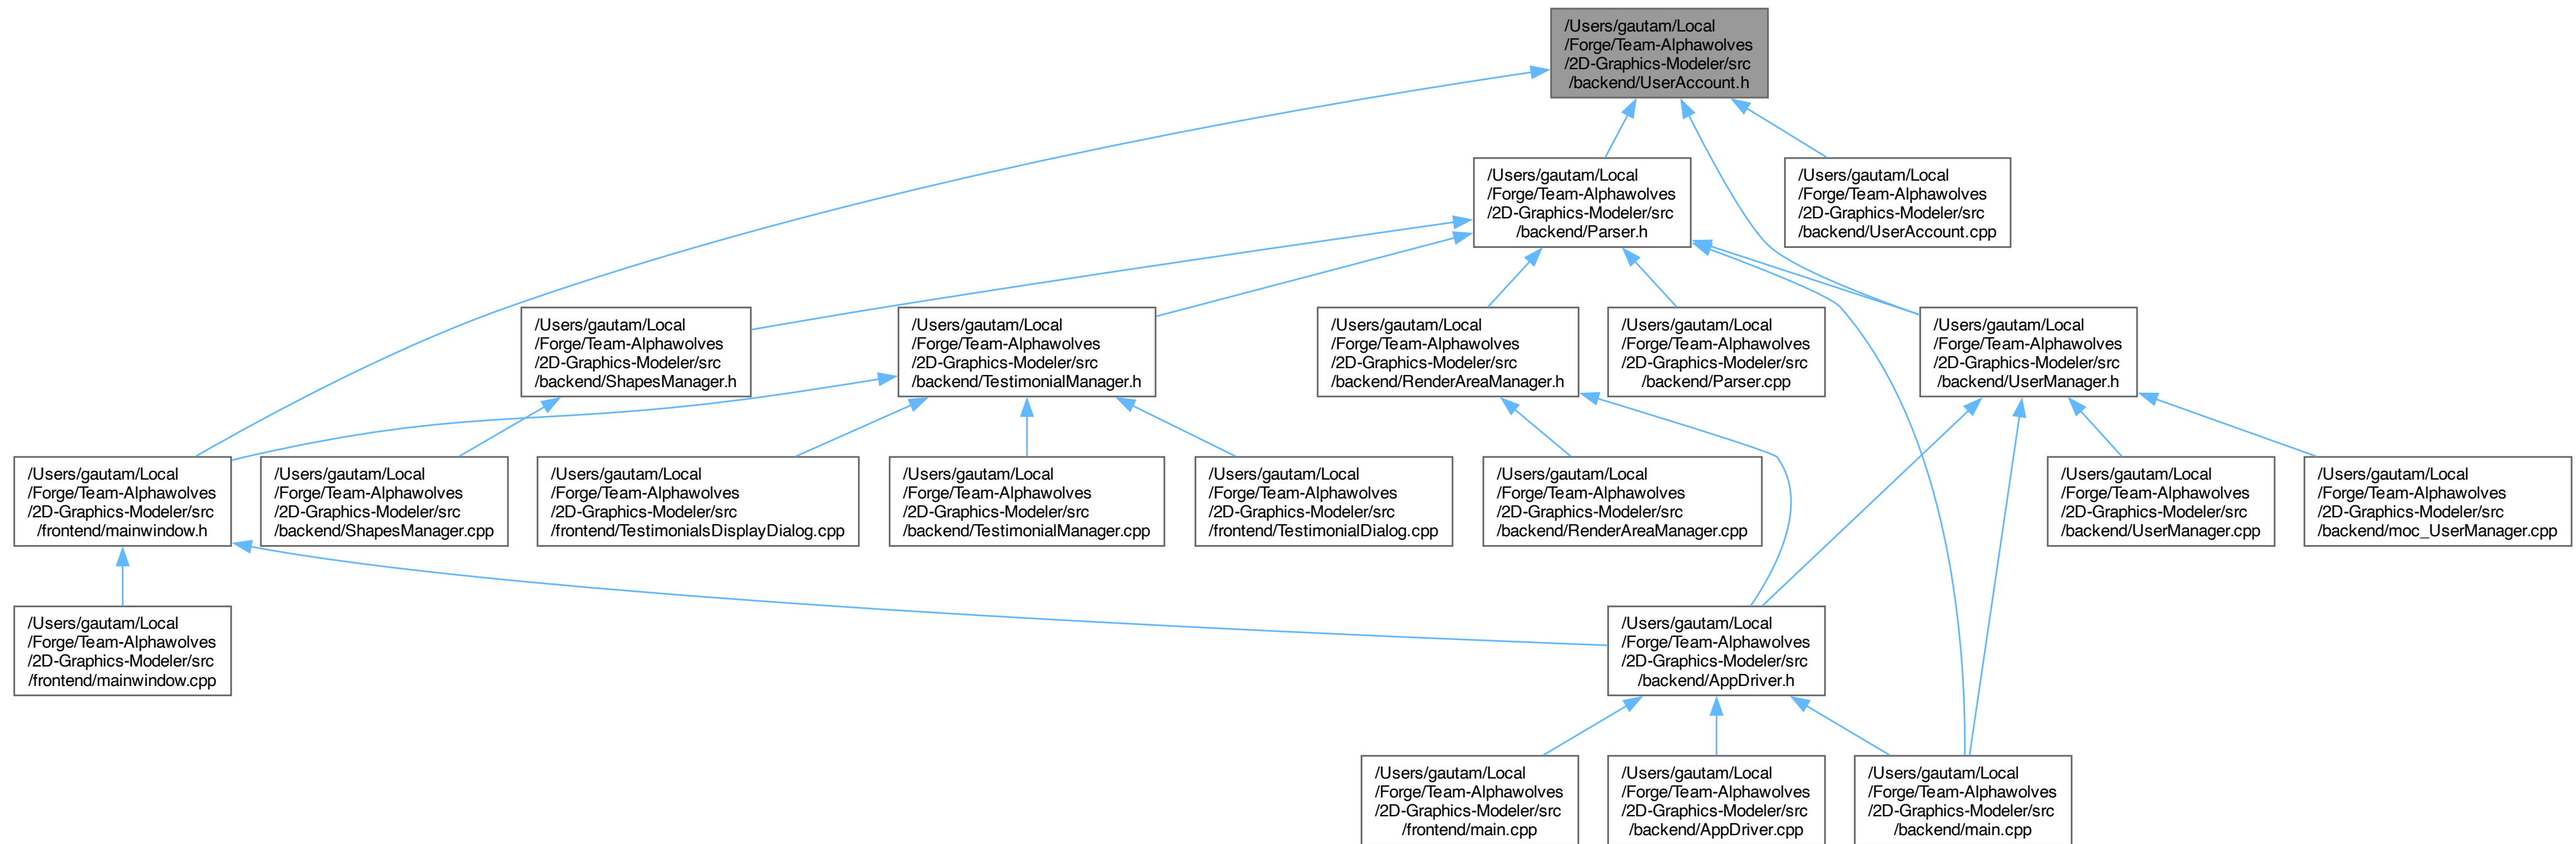 /Users/gautam/Local
/Forge/Team-Alphawolves
/2D-Graphics-Modeler/src
/backend/UserAccount.h
/Users/gautam/Local
/Forge/Team-Alphawolves
/2D-Graphics-Modeler/src
/backend/Parser.h
/Users/gautam/Local
/Forge/Team-Alphawolves
/2D-Graphics-Modeler/src
/backend/UserAccount.cpp
/Users/gautam/Local
/Forge/Team-Alphawolves
/2D-Graphics-Modeler/src
/backend/ShapesManager.h
/Users/gautam/Local
/Forge/Team-Alphawolves
/2D-Graphics-Modeler/src
/backend/TestimonialManager.h
/Users/gautam/Local
/Forge/Team-Alphawolves
/2D-Graphics-Modeler/src
/backend/RenderAreaManager.h
/Users/gautam/Local
/Forge/Team-Alphawolves
/2D-Graphics-Modeler/src
/backend/Parser.cpp
/Users/gautam/Local
/Forge/Team-Alphawolves
/2D-Graphics-Modeler/src
/backend/UserManager.h
/Users/gautam/Local
/Forge/Team-Alphawolves
/2D-Graphics-Modeler/src
/frontend/mainwindow.h
/Users/gautam/Local
/Forge/Team-Alphawolves
/2D-Graphics-Modeler/src
/backend/ShapesManager.cpp
/Users/gautam/Local
/Forge/Team-Alphawolves
/2D-Graphics-Modeler/src
/frontend/TestimonialsDisplayDialog.cpp
/Users/gautam/Local
/Forge/Team-Alphawolves
/2D-Graphics-Modeler/src
/backend/TestimonialManager.cpp
/Users/gautam/Local
/Forge/Team-Alphawolves
/2D-Graphics-Modeler/src
/frontend/TestimonialDialog.cpp
/Users/gautam/Local
/Forge/Team-Alphawolves
/2D-Graphics-Modeler/src
/backend/RenderAreaManager.cpp
/Users/gautam/Local
/Forge/Team-Alphawolves
/2D-Graphics-Modeler/src
/backend/UserManager.cpp
/Users/gautam/Local
/Forge/Team-Alphawolves
/2D-Graphics-Modeler/src
/backend/moc_UserManager.cpp
/Users/gautam/Local
/Forge/Team-Alphawolves
/2D-Graphics-Modeler/src
/frontend/mainwindow.cpp
/Users/gautam/Local
/Forge/Team-Alphawolves
/2D-Graphics-Modeler/src
/backend/AppDriver.h
/Users/gautam/Local
/Forge/Team-Alphawolves
/2D-Graphics-Modeler/src
/frontend/main.cpp
/Users/gautam/Local
/Forge/Team-Alphawolves
/2D-Graphics-Modeler/src
/backend/AppDriver.cpp
/Users/gautam/Local
/Forge/Team-Alphawolves
/2D-Graphics-Modeler/src
/backend/main.cpp